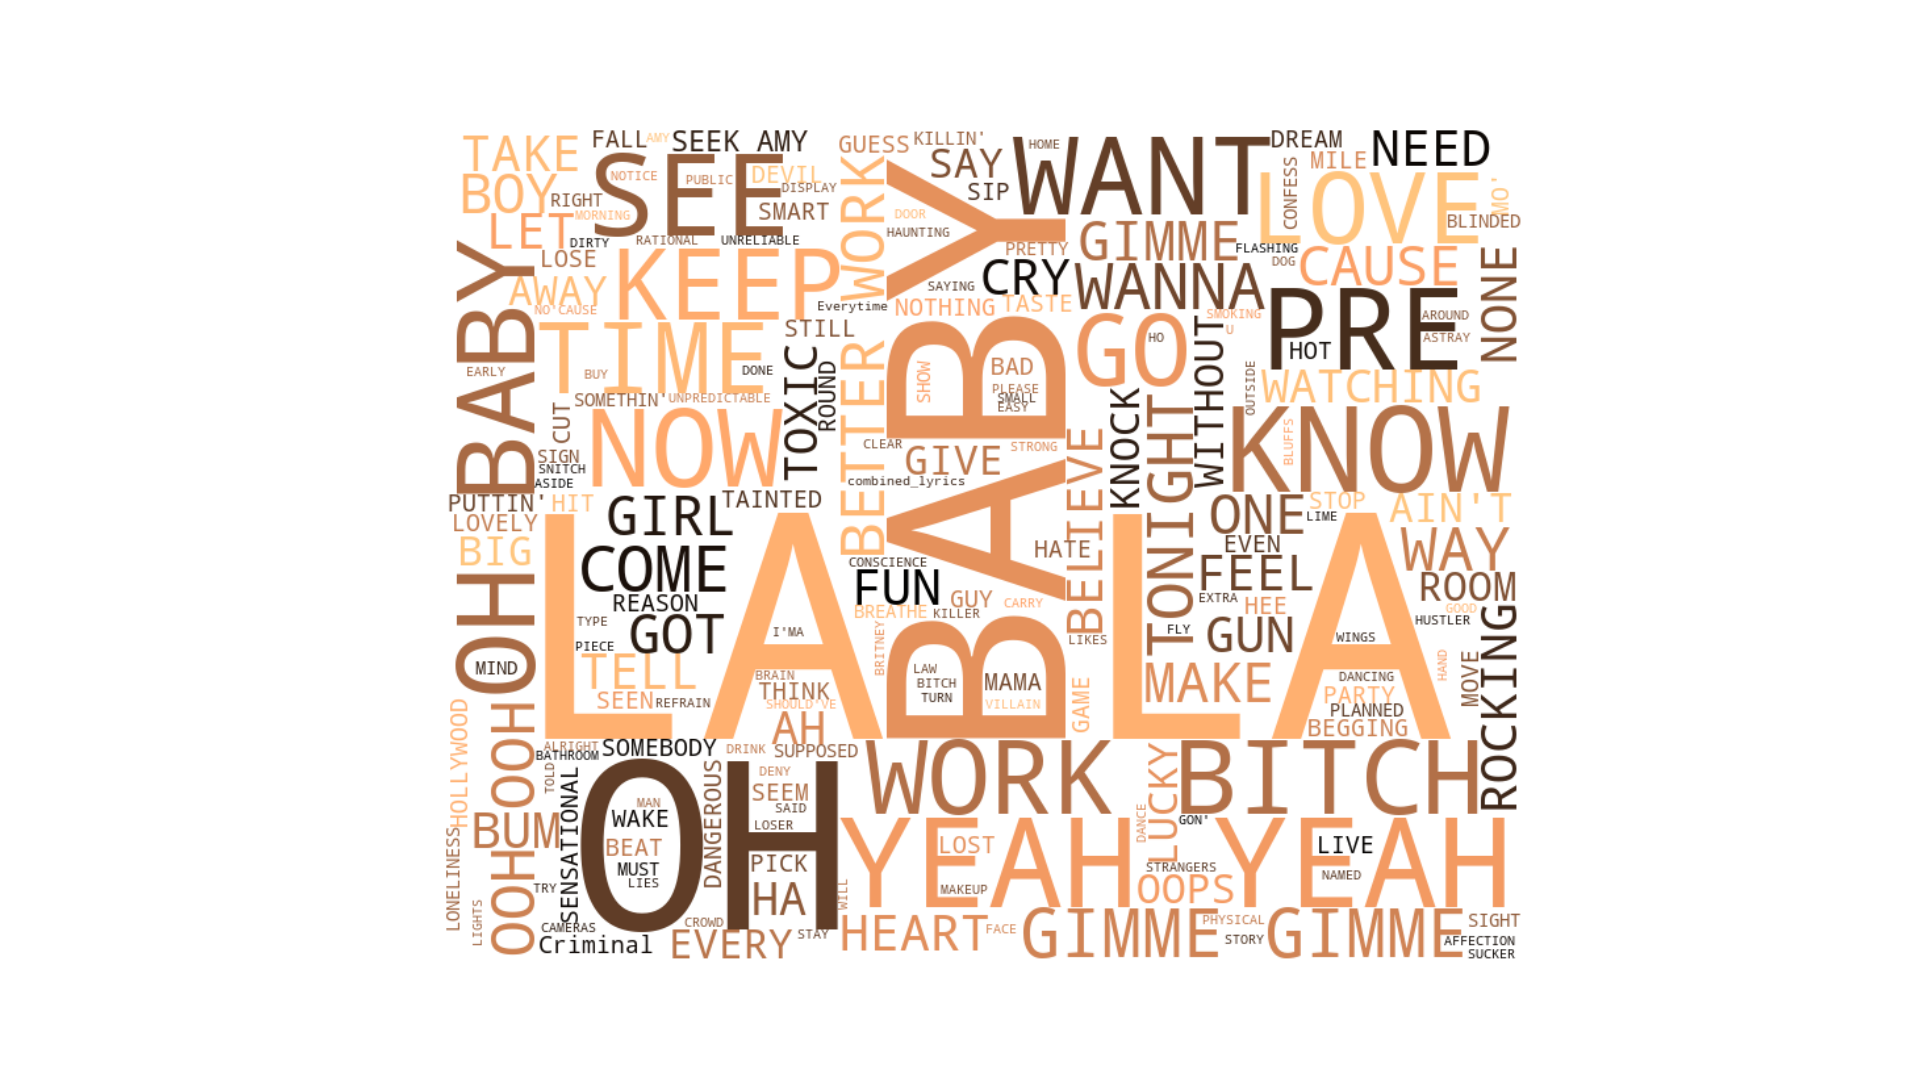 TAKE
FALL
AMY
SEEK AMY
GUESS
KILLIN'
SAY
SIP
HOME
WANT
DREAM
MILE
NEED
BOY
RIGHT
MORNING
LET
DIRTY
SEE
NOTICE
PUBLIC
DEVIL
DISPLAY
SMART
RATIONAL
UNRELIABLE
WORK
DOOR
HAUNTING
PRETTY
GIMME
LOVE
CONFESS
MO'
BLINDED
FLASHING
DOG
CAUSE
NONE
BABY
LOSE
AWAY
NO'CAUSE
KEEP
Everytime
SAYING
CRY
NOTHING
TASTE
WANNA
SMOKING
U
PRE
HOT
AROUND
ASTRAY
TIME
EARLY
BUY
DONE
STILL
SOMETHIN'
UNPREDICTABLE
TOXIC
ROUND
BETTER
BABY
SHOW
BAD
PLEASE
SMALL
EASY
GO
HO
WITHOUT
OUTSIDE
WATCHING
CUT
SIGN
SNITCH
ASIDE
NOW
CLEAR
GIVE
STRONG
combined_lyrics
KNOCK
TONIGHT
KNOW
BLUFFS
PUTTIN'
HIT
TAINTED
LOVELY
BIG
GIRL
COME
REASON
GOT
CONSCIENCE
FUN
BREATHE
KILLER
GUY
CARRY
HATE
BELIEVE
ONE
LIME
STOP
AIN'T
EVEN
FEEL
WAY
ROOM
GOOD
HUSTLER
EXTRA
HEE
GUN
FLY
WINGS
LIKES
OH
MIND
LA
TYPE
PIECE
TELL
SEEN
REFRAIN
I'MA
BRAIN
THINK
SHOULD'VE
AH
BRITNEY
LAW
BITCH
TURN
MAMA
VILLAIN
GAME
LA
MAKE
DANCING
PARTY
PLANNED
BEGGING
HAND
MOVE
ROCKING
HOLLYWOOD
OOOH
ALRIGHT
BATHROOM
SOMEBODY
DRINK
SUPPOSED
WORK
LUCKY
BITCH
TOLD
SENSATIONAL
BUM
OH
MAN
WAKE
BEAT
MUST
LIES
DANGEROUS
DENY
SEEM
SAID
LOSER
PICK
HA
WILL
YEAH
LOST
MAKEUP
DANCE
GON'
STRANGERS
OOPS
YEAH
LIVE
NAMED
LONELINESS
LIGHTS
OOH
TRY
CAMERAS
Criminal
EVERY
CROWD
STAY
HEART
FACE
GIMME
PHYSICAL
STORY
GIMME
SIGHT
AFFECTION
SUCKER